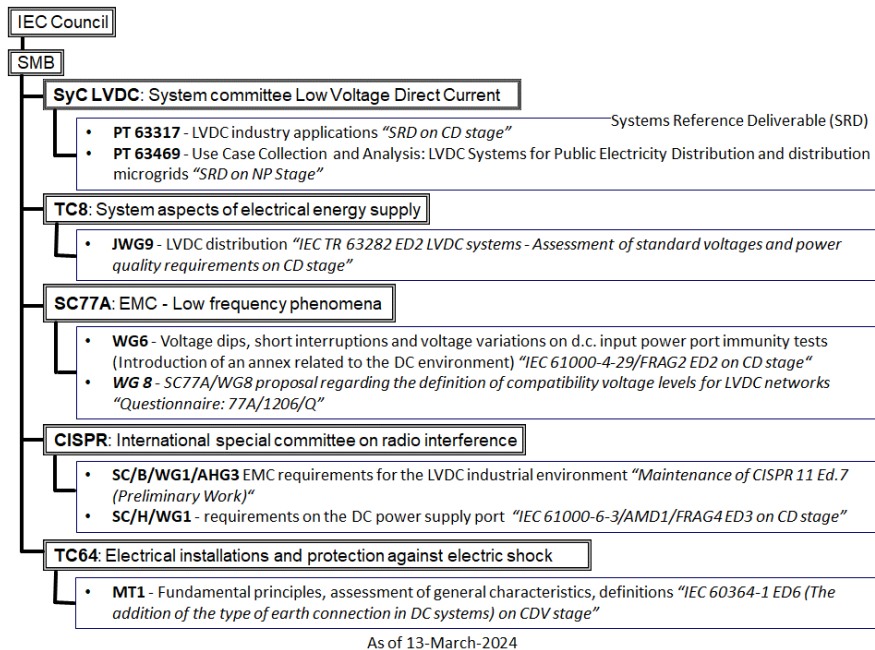 IEC Council
SMB
SyC LVDC: System committee Low Voltage Direct Current
Systems Reference Deliverable (SRD)
• PT 63317 - LVDC industry applications “SRD on CD stage”
• PT 63469 - Use Case Collection and Analysis: LVDC Systems for Public Electricity Distribution and distribution
microgrids “SRD on NP Stage”
TC8: System aspects of electrical energy supply
• JWG9 - LVDC distribution “IEC TR 63282 ED2 LVDC systems - Assessment of standard voltages and power
quality requirements on CD stage”
SC77A: EMC - Low frequency phenomena
• WG6 - Voltage dips, short interruptions and voltage variations on d.c. input power port immunity tests
(Introduction of an annex related to the DC environment) “IEC 61000-4-29/FRAG2 ED2 on CD stage“
• WG 8 - SC77A/WG8 proposal regarding the definition of compatibility voltage levels for LVDC networks
“Questionnaire: 77A/1206/Q”
CISPR: International special committee on radio interference
• SC/B/WG1/AHG3 EMC requirements for the LVDC industrial environment “Maintenance of CISPR 11 Ed.7
(Preliminary Work)“
• SC/H/WG1 - requirements on the DC power supply port “IEC 61000-6-3/AMD1/FRAG4 ED3 on CD stage”
TC64: Electrical installations and protection against electric shock
• MT1 - Fundamental principles, assessment of general characteristics, definitions “IEC 60364-1 ED6 (The
addition of the type of earth connection in DC systems) on CDV stage”
As of 13-March-2024